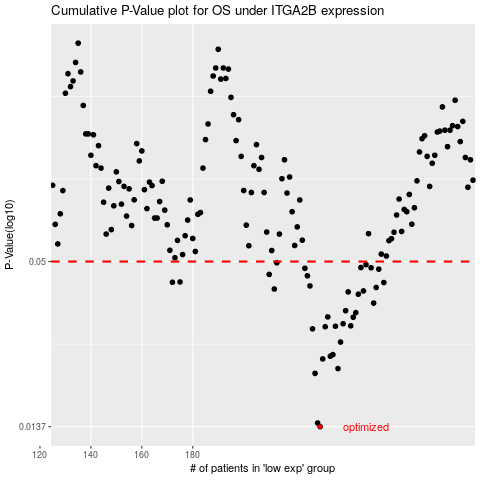 Cumulative P-Value plot for OS under ITGA2B expression
P-Value(log10)
0.05
0.0137
optimized
120 140 160 180
# of patients in 'low exp' group